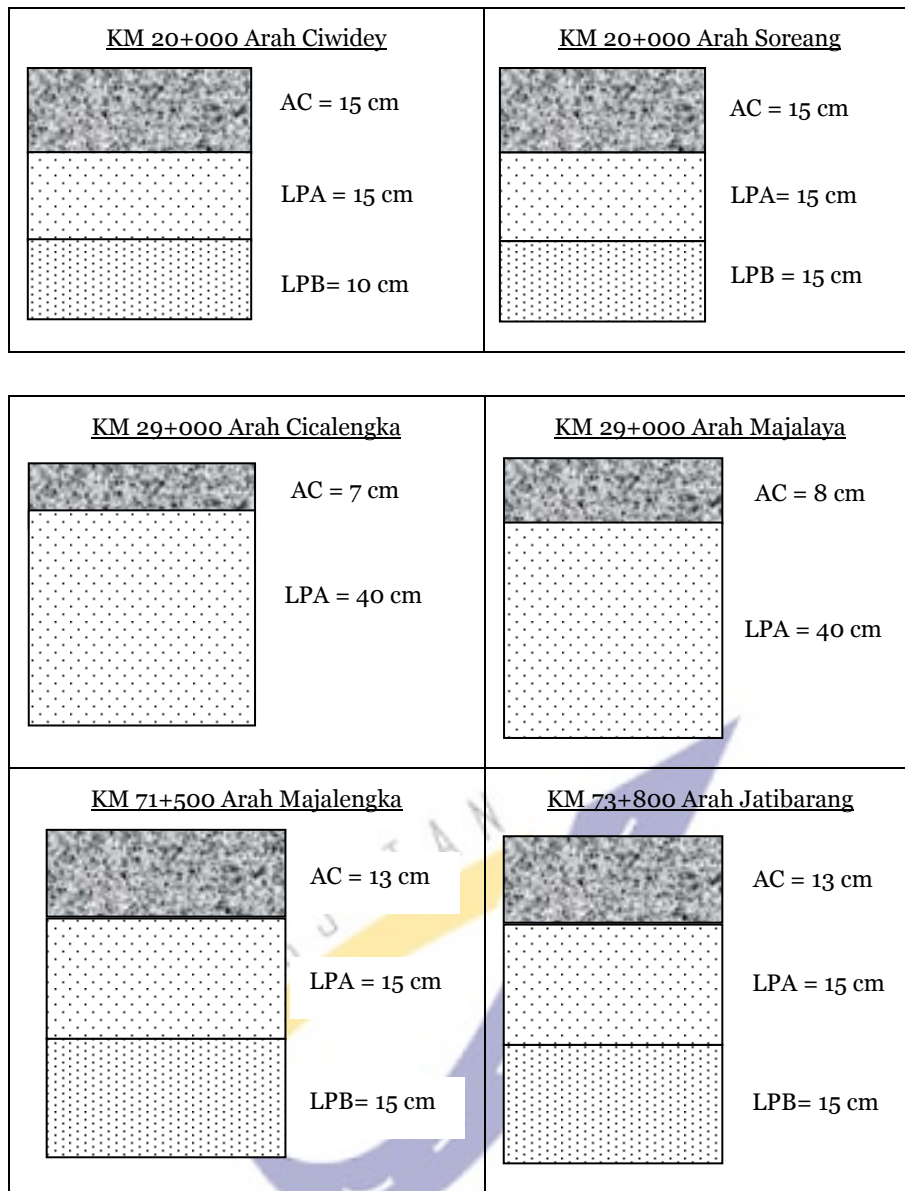 KM 20+000 Arah Ciwidey
AC = 15 cm
LPA = 15 cm
LPB= 10 cm
KM 20+000 Arah Soreang
AC = 15 cm
LPA= 15 cm
LPB = 15 cm
KM 29+000 Arah Cicalengka
AC = 7 cm
LPA = 40 cm
KM 29+000 Arah Majalaya
AC = 8 cm
LPA = 40 cm
KM 71+500 Arah Majalengka
AC = 13 cm
LPA = 15 cm
LPB= 15 cm
KM 73+800 Arah Jatibarang
AC = 13 cm
LPA = 15 cm
LPB= 15 cm